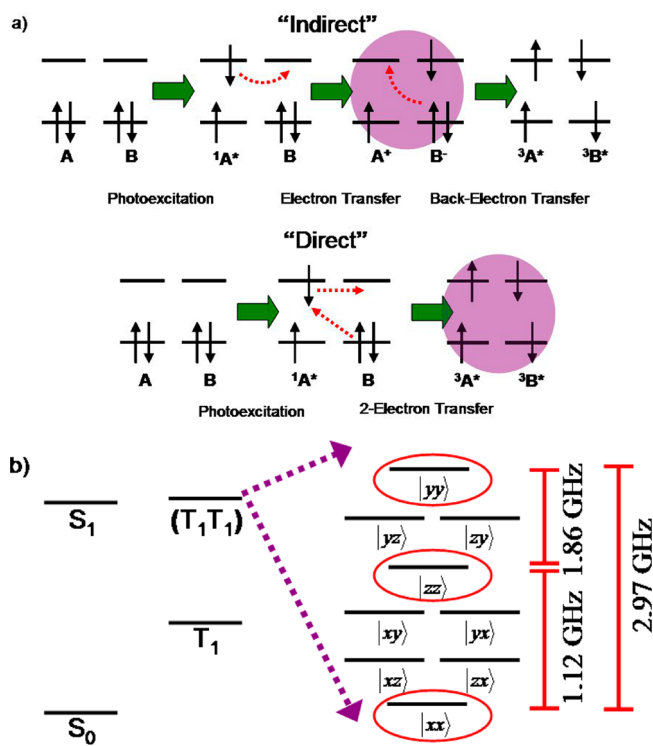 a)
"Indirect"
A B ¹A* B A⁺ B⁻ ³A* ³B*
Photoexcitation Electron Transfer Back-Electron Transfer
"Direct"
A B ¹A* B ³A* ³B*
Photoexcitation 2-Electron Transfer
b)
S₁ (T₁T₁)
T₁
S₀
|yy⟩
|yz⟩ |zy⟩
|zz⟩
|xy⟩ |yx⟩
|xz⟩ |zx⟩
|xx⟩
1.86 GHz
1.12 GHz
2.97 GHz